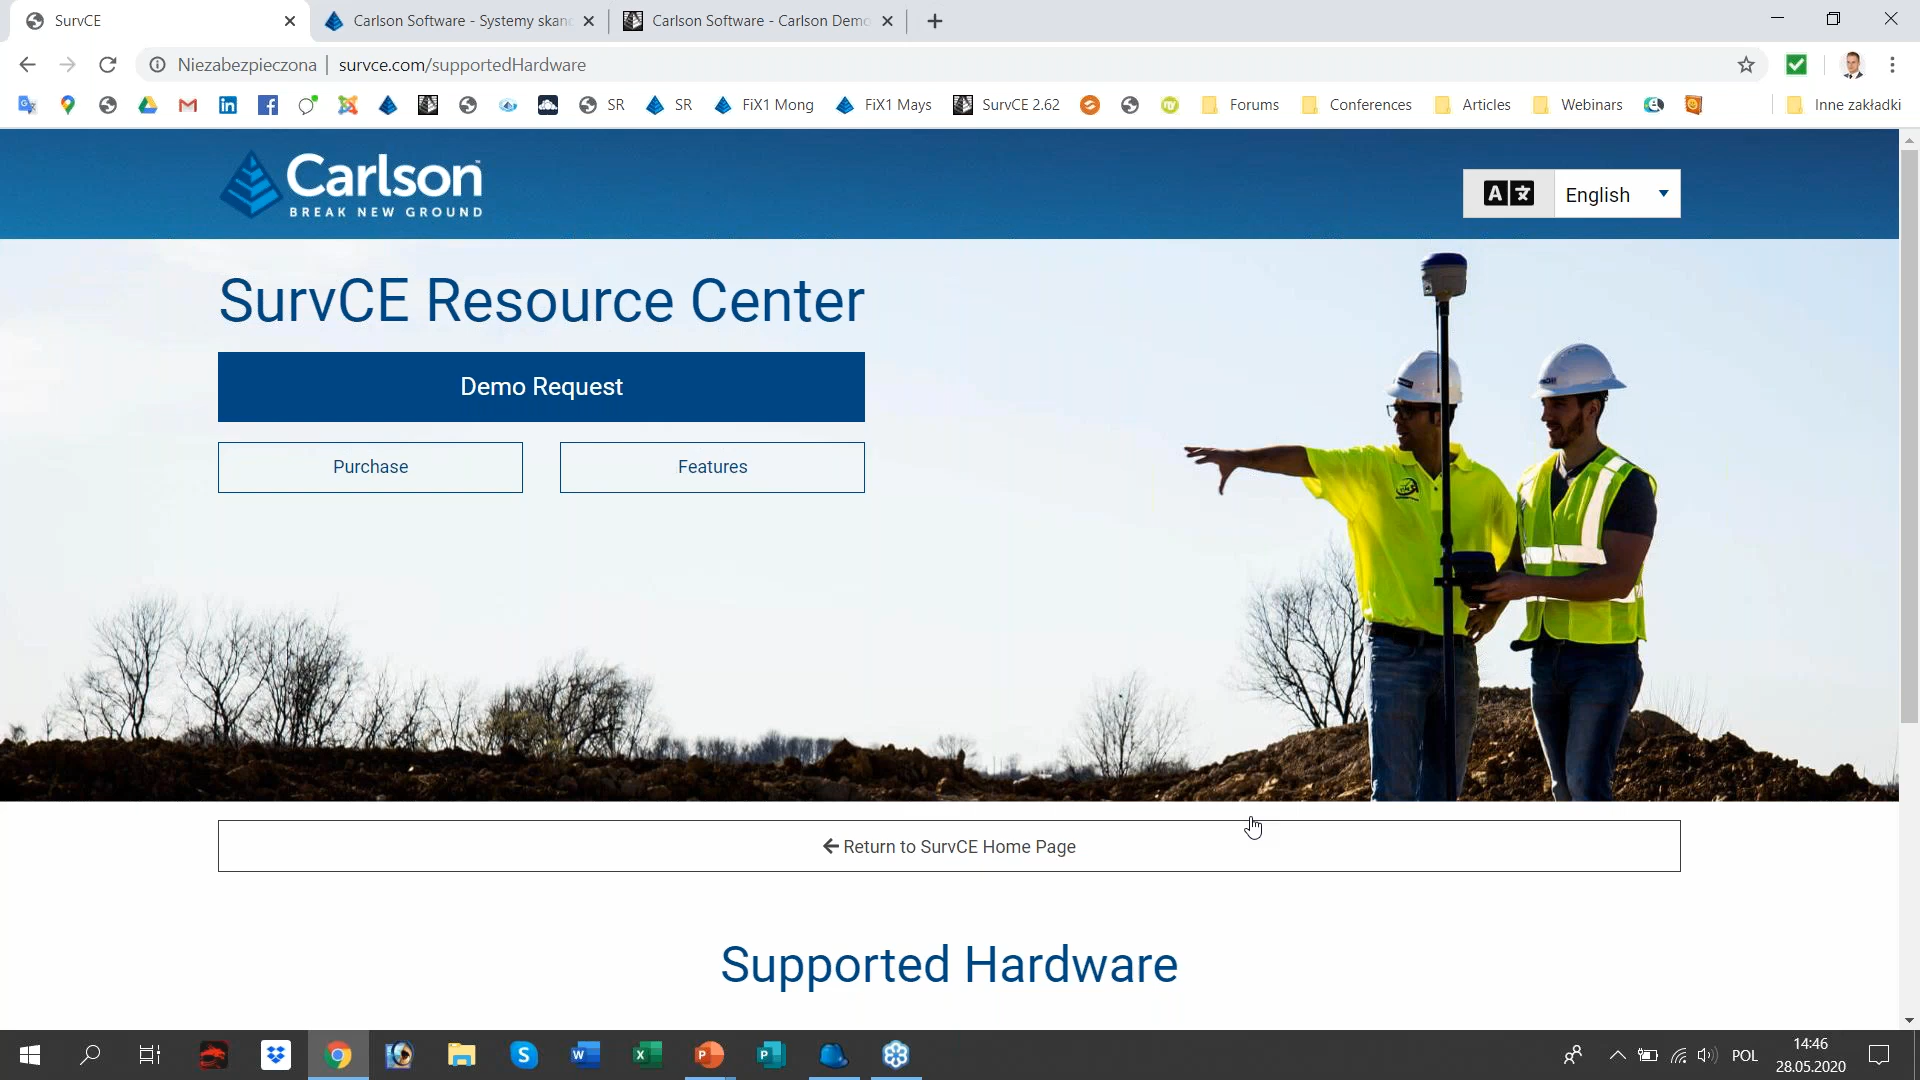 SurvCE
Carlson Software - Systemy skan
Carlson Software - Carlson Demo
Niezabezpieczona
survce.com/supportedHardware
SR
SR
FiX1 Mong
FiX1 Mays
SurvCE 2.62
Forums
Conferences
Articles
Webinars
Inne zakładki
Carlson
BREAK NEW GROUND
English
SurvCE Resource Center
Demo Request
Purchase
Features
Return to SurvCE Home Page
Supported Hardware
POL
14:46
28.05.2020